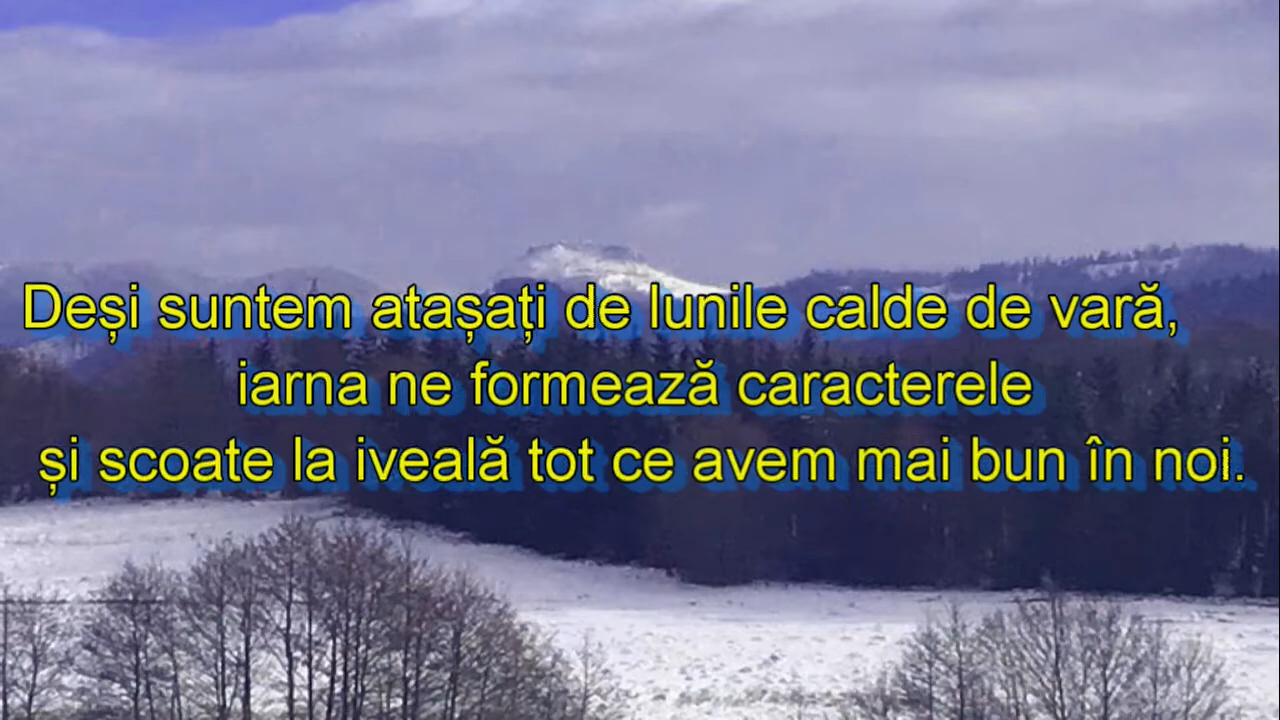 Deși suntem atașați de lunile calde de vară,
iarna ne formează caracterele
și scoate la iveală tot ce avem mai bun în noi.